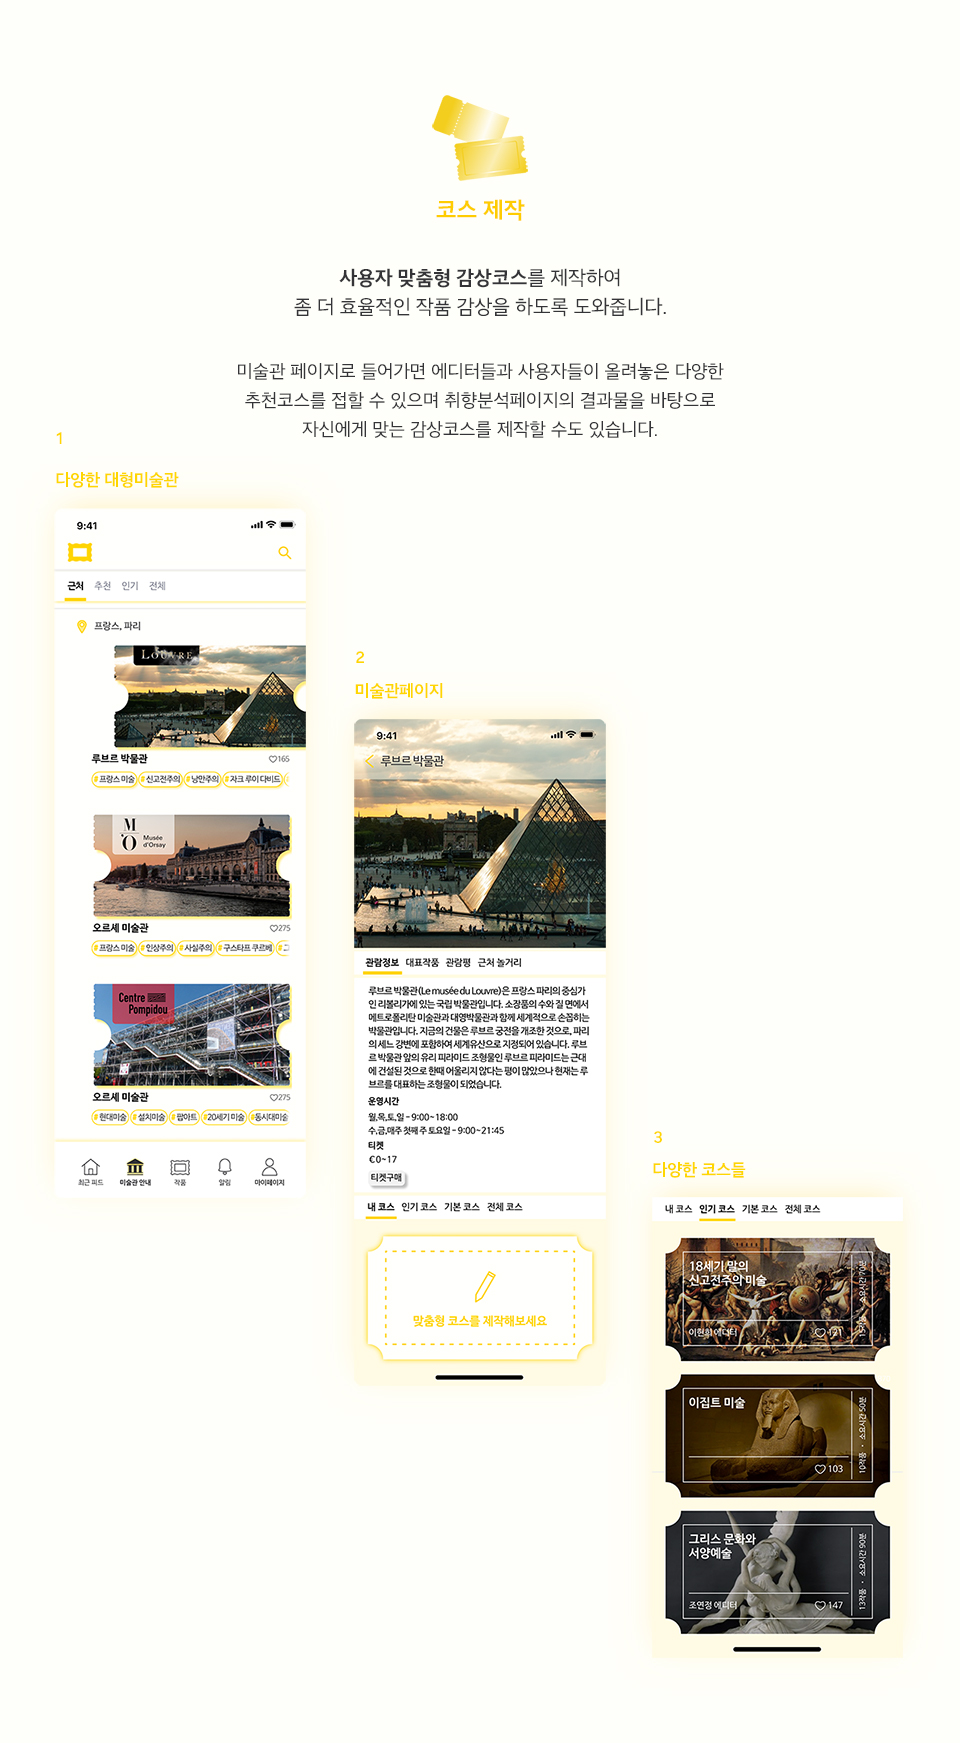 코스 제작
사용자 맞춤형 감상코스를 제작하여
좀 더 효율적인 작품 감상을 하도록 도와줍니다.
미술관 페이지로 들어가면 에디터들과 사용자들이 올려놓은 다양한
추천코스를 접할 수 있으며 취향분석페이지의 결과물을 바탕으로
자신에게 맞는 감상코스를 제작할 수도 있습니다.
1
다양한 대형미술관
9:41
근처 추천 인기 전체
프랑스, 파리
LOUVRE
루브르 박물관 165
#프랑스 미술 #신고전주의 #낭만주의 #자크 루이 다비드
M
'O
Musée
d'Orsay
오르세 미술관 275
#프랑스 미술 #인상주의 #사실주의 #구스타프 쿠르베
Centre
Pompidou
오르세 미술관 275
#현대미술 #설치미술 #팝아트 #20세기 미술 #동시대미술
최근 피드 미술관 안내 작품 알림 마이페이지
2
미술관페이지
9:41
루브르 박물관
관람정보 대표작품 관람평 근처 놀거리
루브르 박물관(Le musée du Louvre)은 프랑스 파리의 중심가
인 리볼리가에 있는 국립 박물관입니다. 소장품의 수와 질 면에서
메트로폴리탄 미술관과 대영박물관과 함께 세계적으로 손꼽히는
박물관입니다. 지금의 건물은 루브르 궁전을 개조한 것으로, 파리
의 세느 강변에 포함하여 세계유산으로 지정되어 있습니다. 루브
르 박물관 앞의 유리 피라미드 조형물인 루브르 피라미드는 근대
에 건설된 것으로 한때 어울리지 않다는 평이 많았으나 현재는 루
브르를 대표하는 조형물이 되었습니다.
운영시간
월,목,토,일 - 9:00~18:00
수,금,매주 첫째 주 토요일 - 9:00~21:45
티켓
€0~17
티켓구매
내 코스 인기 코스 기본 코스 전체 코스
맞춤형 코스를 제작해보세요
3
다양한 코스들
내 코스 인기 코스 기본 코스 전체 코스
18세기 말의
신고전주의 미술
이현희 에디터 171
소요시간 70분
이집트 미술
103
10작품 · 소요시간 50분
그리스 문화와
서양예술
조연정 에디터 147
13작품 · 소요시간 90분